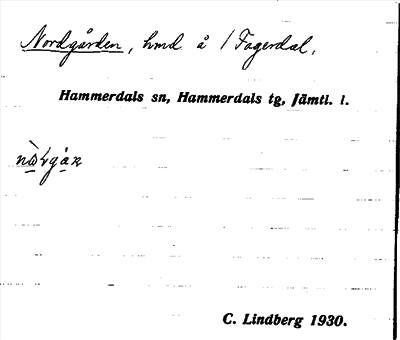 Nordgården, hmd å 1 Fagerdal,
Hammerdals sn, Hammerdals tg, Jämtl. l.
C. Lindberg 1930.